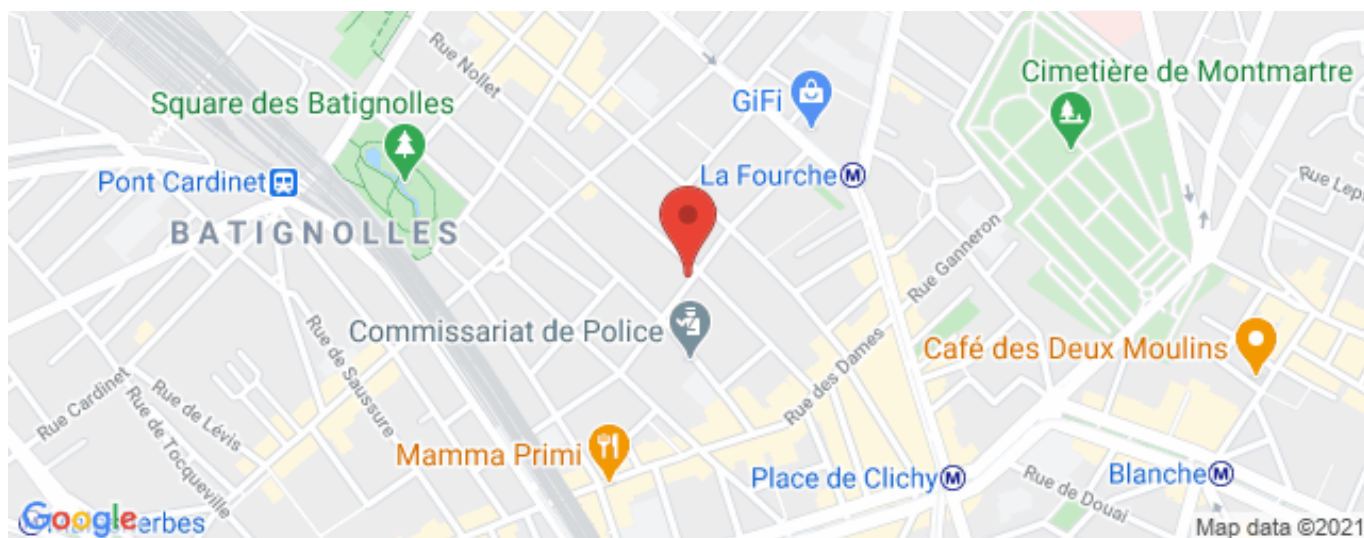 Rue Nollet
Cimetière de Montmartre
GiFi
Square des Batignolles
La Fourche
Pont Cardinet
Rue Lep
BATIGNOLLES
Rue Ganneron
Commissariat de Police
Café des Deux Moulins
Rue de Saussure
Rue des Dames
Rue Cardinet
Rue de Lévis
Rue de Tocqueville
Mamma Primi
Place de Clichy
Blanche
Rue de Douai
Google
erbes
Map data ©2021